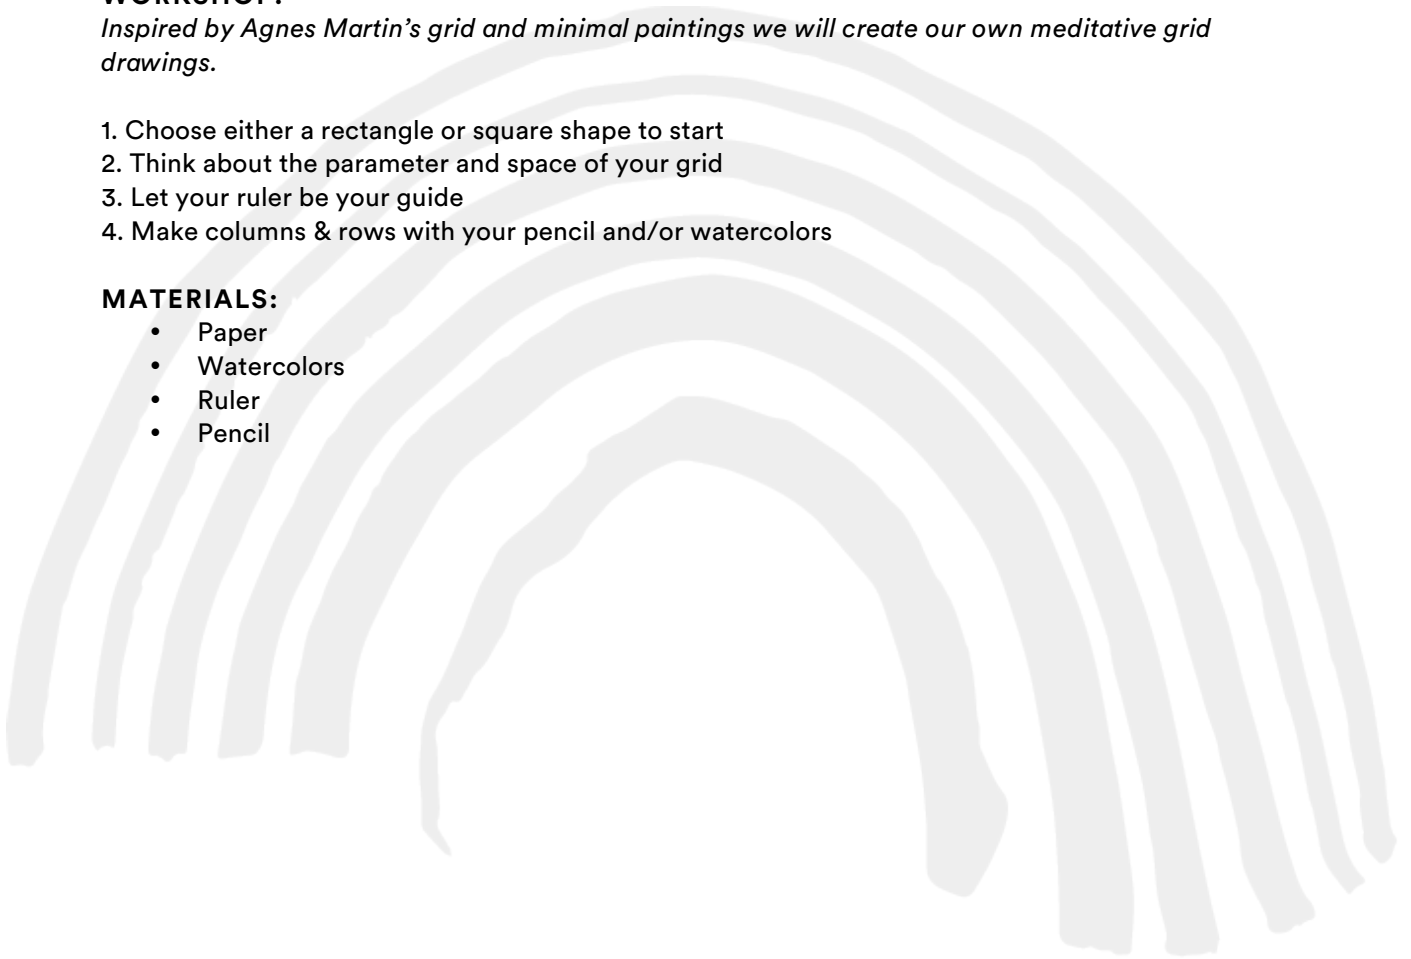 WORKSHOP:
Inspired by Agnes Martin’s grid and minimal paintings we will create our own meditative grid
drawings.
1. Choose either a rectangle or square shape to start
2. Think about the parameter and space of your grid
3. Let your ruler be your guide
4. Make columns & rows with your pencil and/or watercolors
MATERIALS:
• Paper
• Watercolors
• Ruler
• Pencil